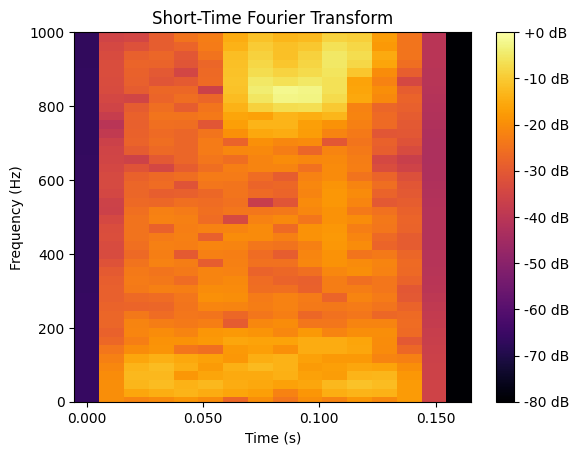 Short-Time Fourier Transform
1000
800
600
400
200
0
Frequency (Hz)
0.000
0.050
0.100
0.150
Time (s)
+0 dB
-10 dB
-20 dB
-30 dB
-40 dB
-50 dB
-60 dB
-70 dB
-80 dB